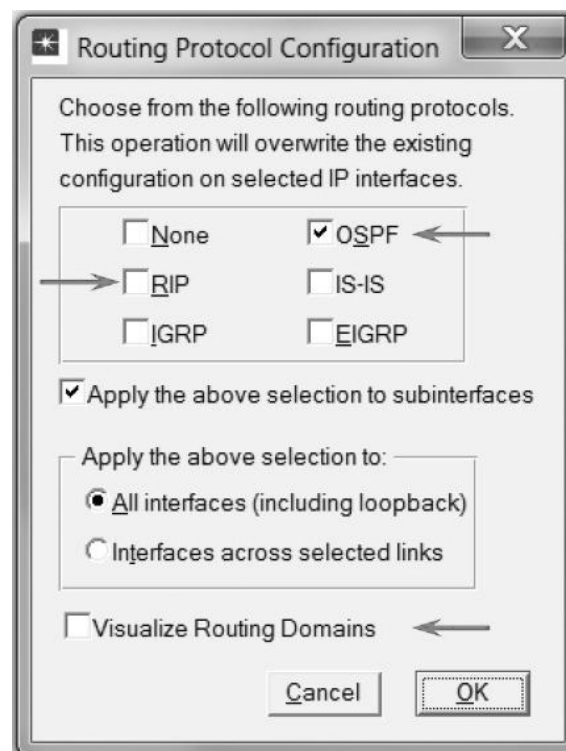 Routing Protocol Configuration
X
Choose from the following routing protocols.
This operation will overwrite the existing
configuration on selected IP interfaces.
None
OSPF
RIP
IS-IS
IGRP
EIGRP
Apply the above selection to subinterfaces
Apply the above selection to:
All interfaces (including loopback)
Interfaces across selected links
Visualize Routing Domains
Cancel
OK